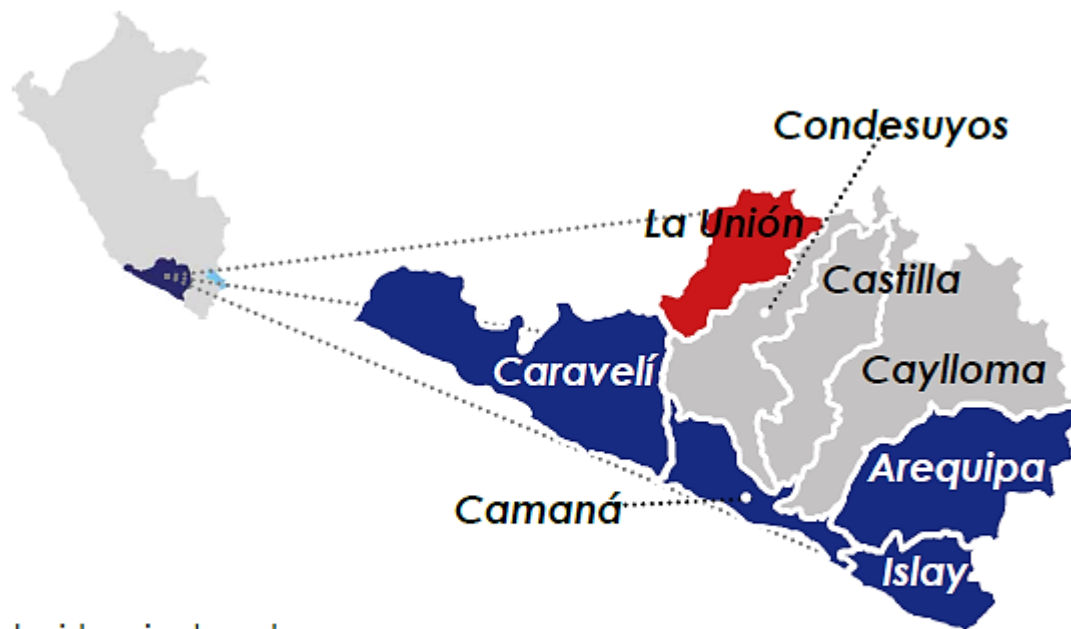 Condesuyos
La Unión
Castilla
Caravelí
Caylloma
Arequipa
Camaná
Islay